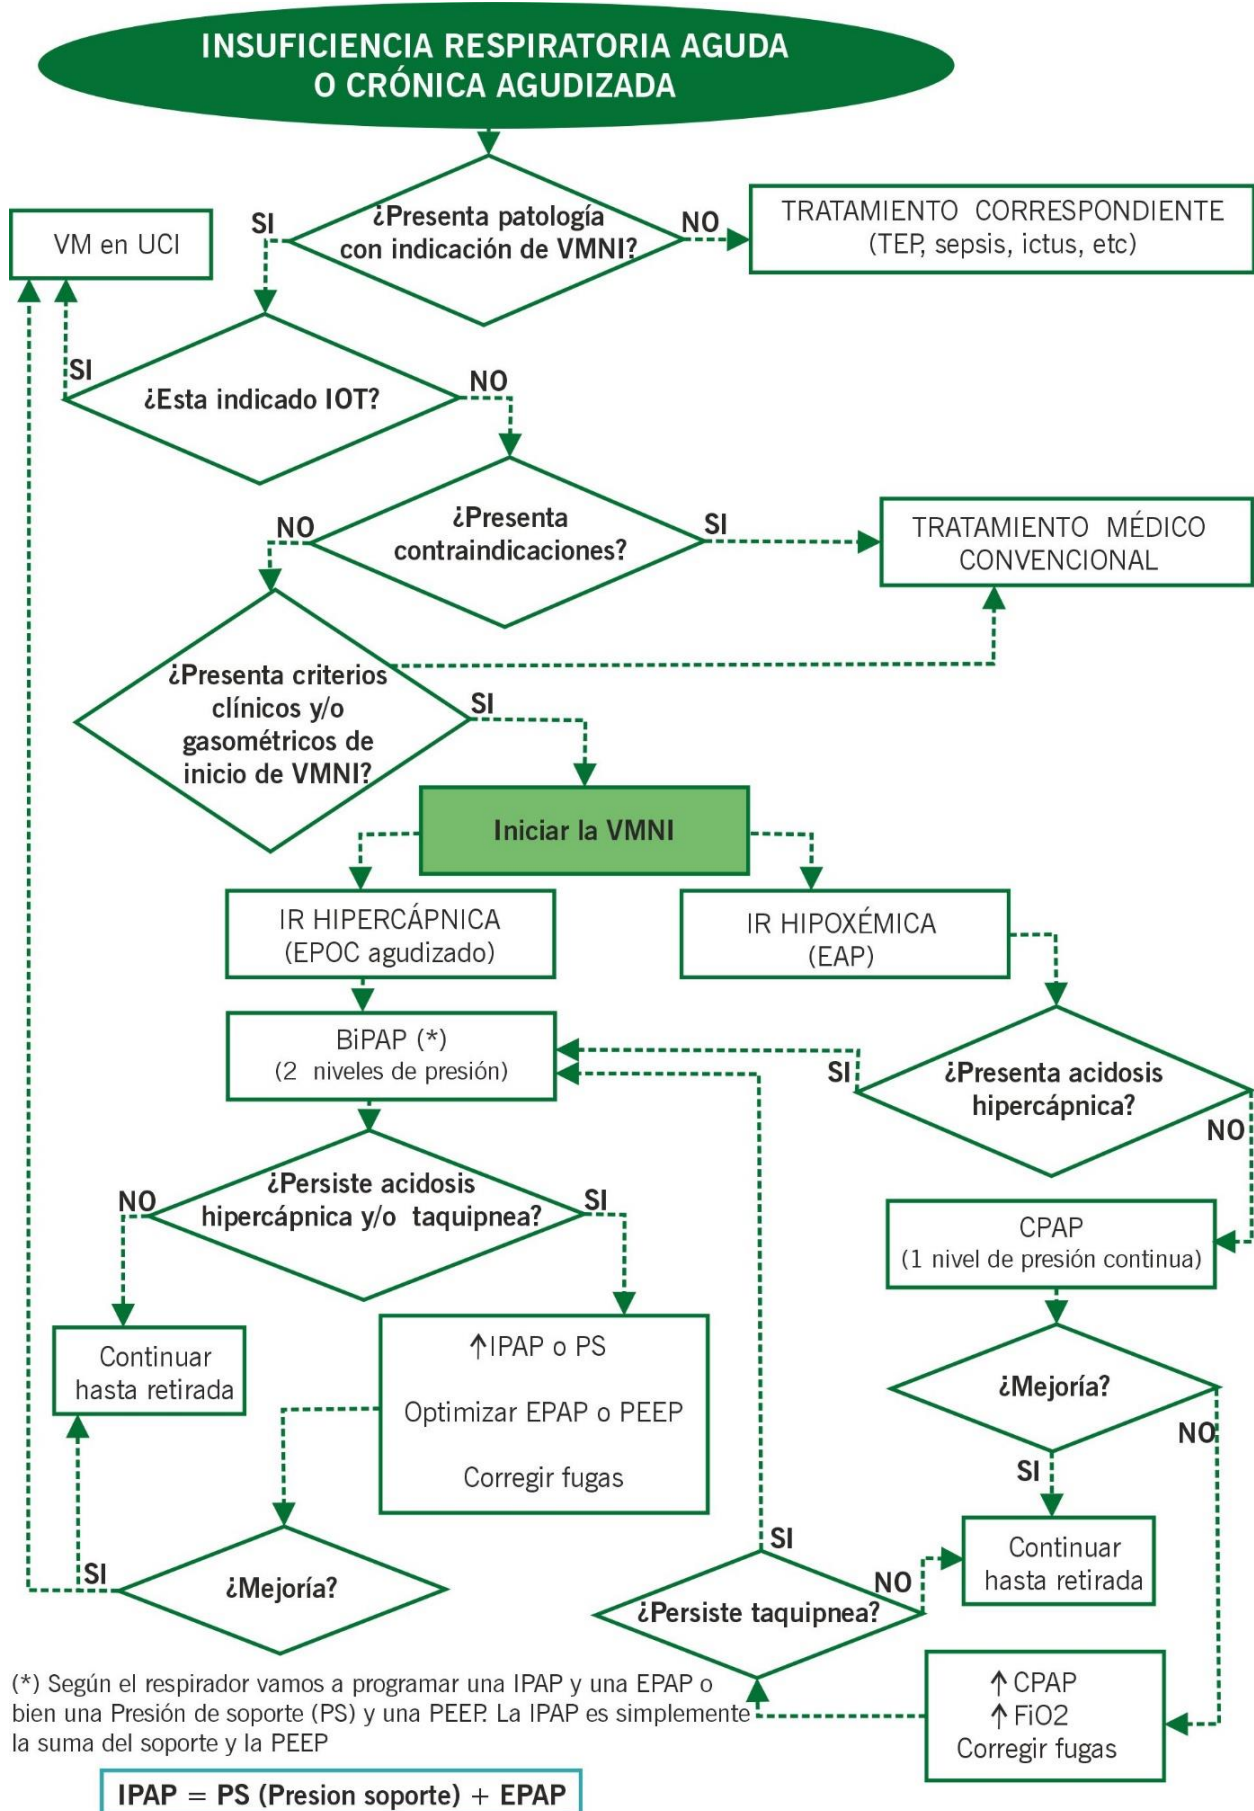 INSUFICIENCIA RESPIRATORIA AGUDA
O CRÓNICA AGUDIZADA
¿Presenta patología
con indicación de VMNI?
SI
NO
TRATAMIENTO CORRESPONDIENTE
(TEP, sepsis, ictus, etc)
VM en UCI
SI
¿Esta indicado IOT?
NO
NO
¿Presenta
contraindicaciones?
SI
TRATAMIENTO MÉDICO
CONVENCIONAL
¿Presenta criterios
clínicos y/o
gasométricos de
inicio de VMNI?
SI
Iniciar la VMNI
IR HIPERCÁPNICA
(EPOC agudizado)
IR HIPOXÉMICA
(EAP)
BiPAP (*)
(2 niveles de presión)
SI
¿Presenta acidosis
hipercápnica?
NO
NO
¿Persiste acidosis
hipercápnica y/o taquipnea?
SI
CPAP
(1 nivel de presión continua)
Continuar
hasta retirada
↑IPAP o PS
Optimizar EPAP o PEEP
Corregir fugas
¿Mejoría?
NO
SI
SI
¿Mejoría?
SI
¿Persiste taquipnea?
NO
Continuar
hasta retirada
↑ CPAP
↑ FiO2
Corregir fugas
(*) Según el respirador vamos a programar una IPAP y una EPAP o
bien una Presión de soporte (PS) y una PEEP. La IPAP es simplemente
la suma del soporte y la PEEP
IPAP = PS (Presion soporte) + EPAP